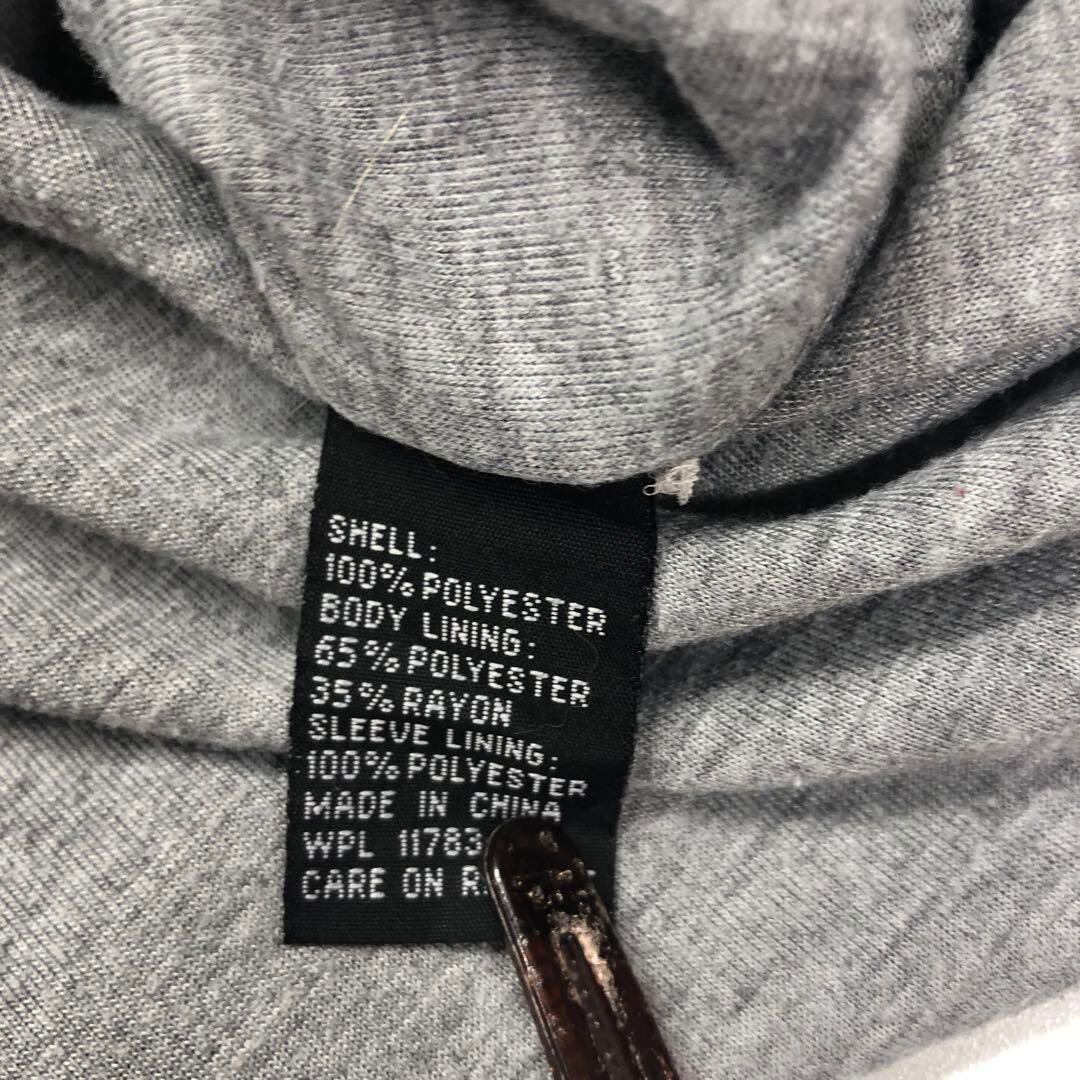 SHELL:
100% POLYESTER
BODY LINING:
65% POLYESTER
35% RAYON
SLEEVE LINING:
100% POLYESTER
MADE IN CHINA
WPL 11783
CARE ON